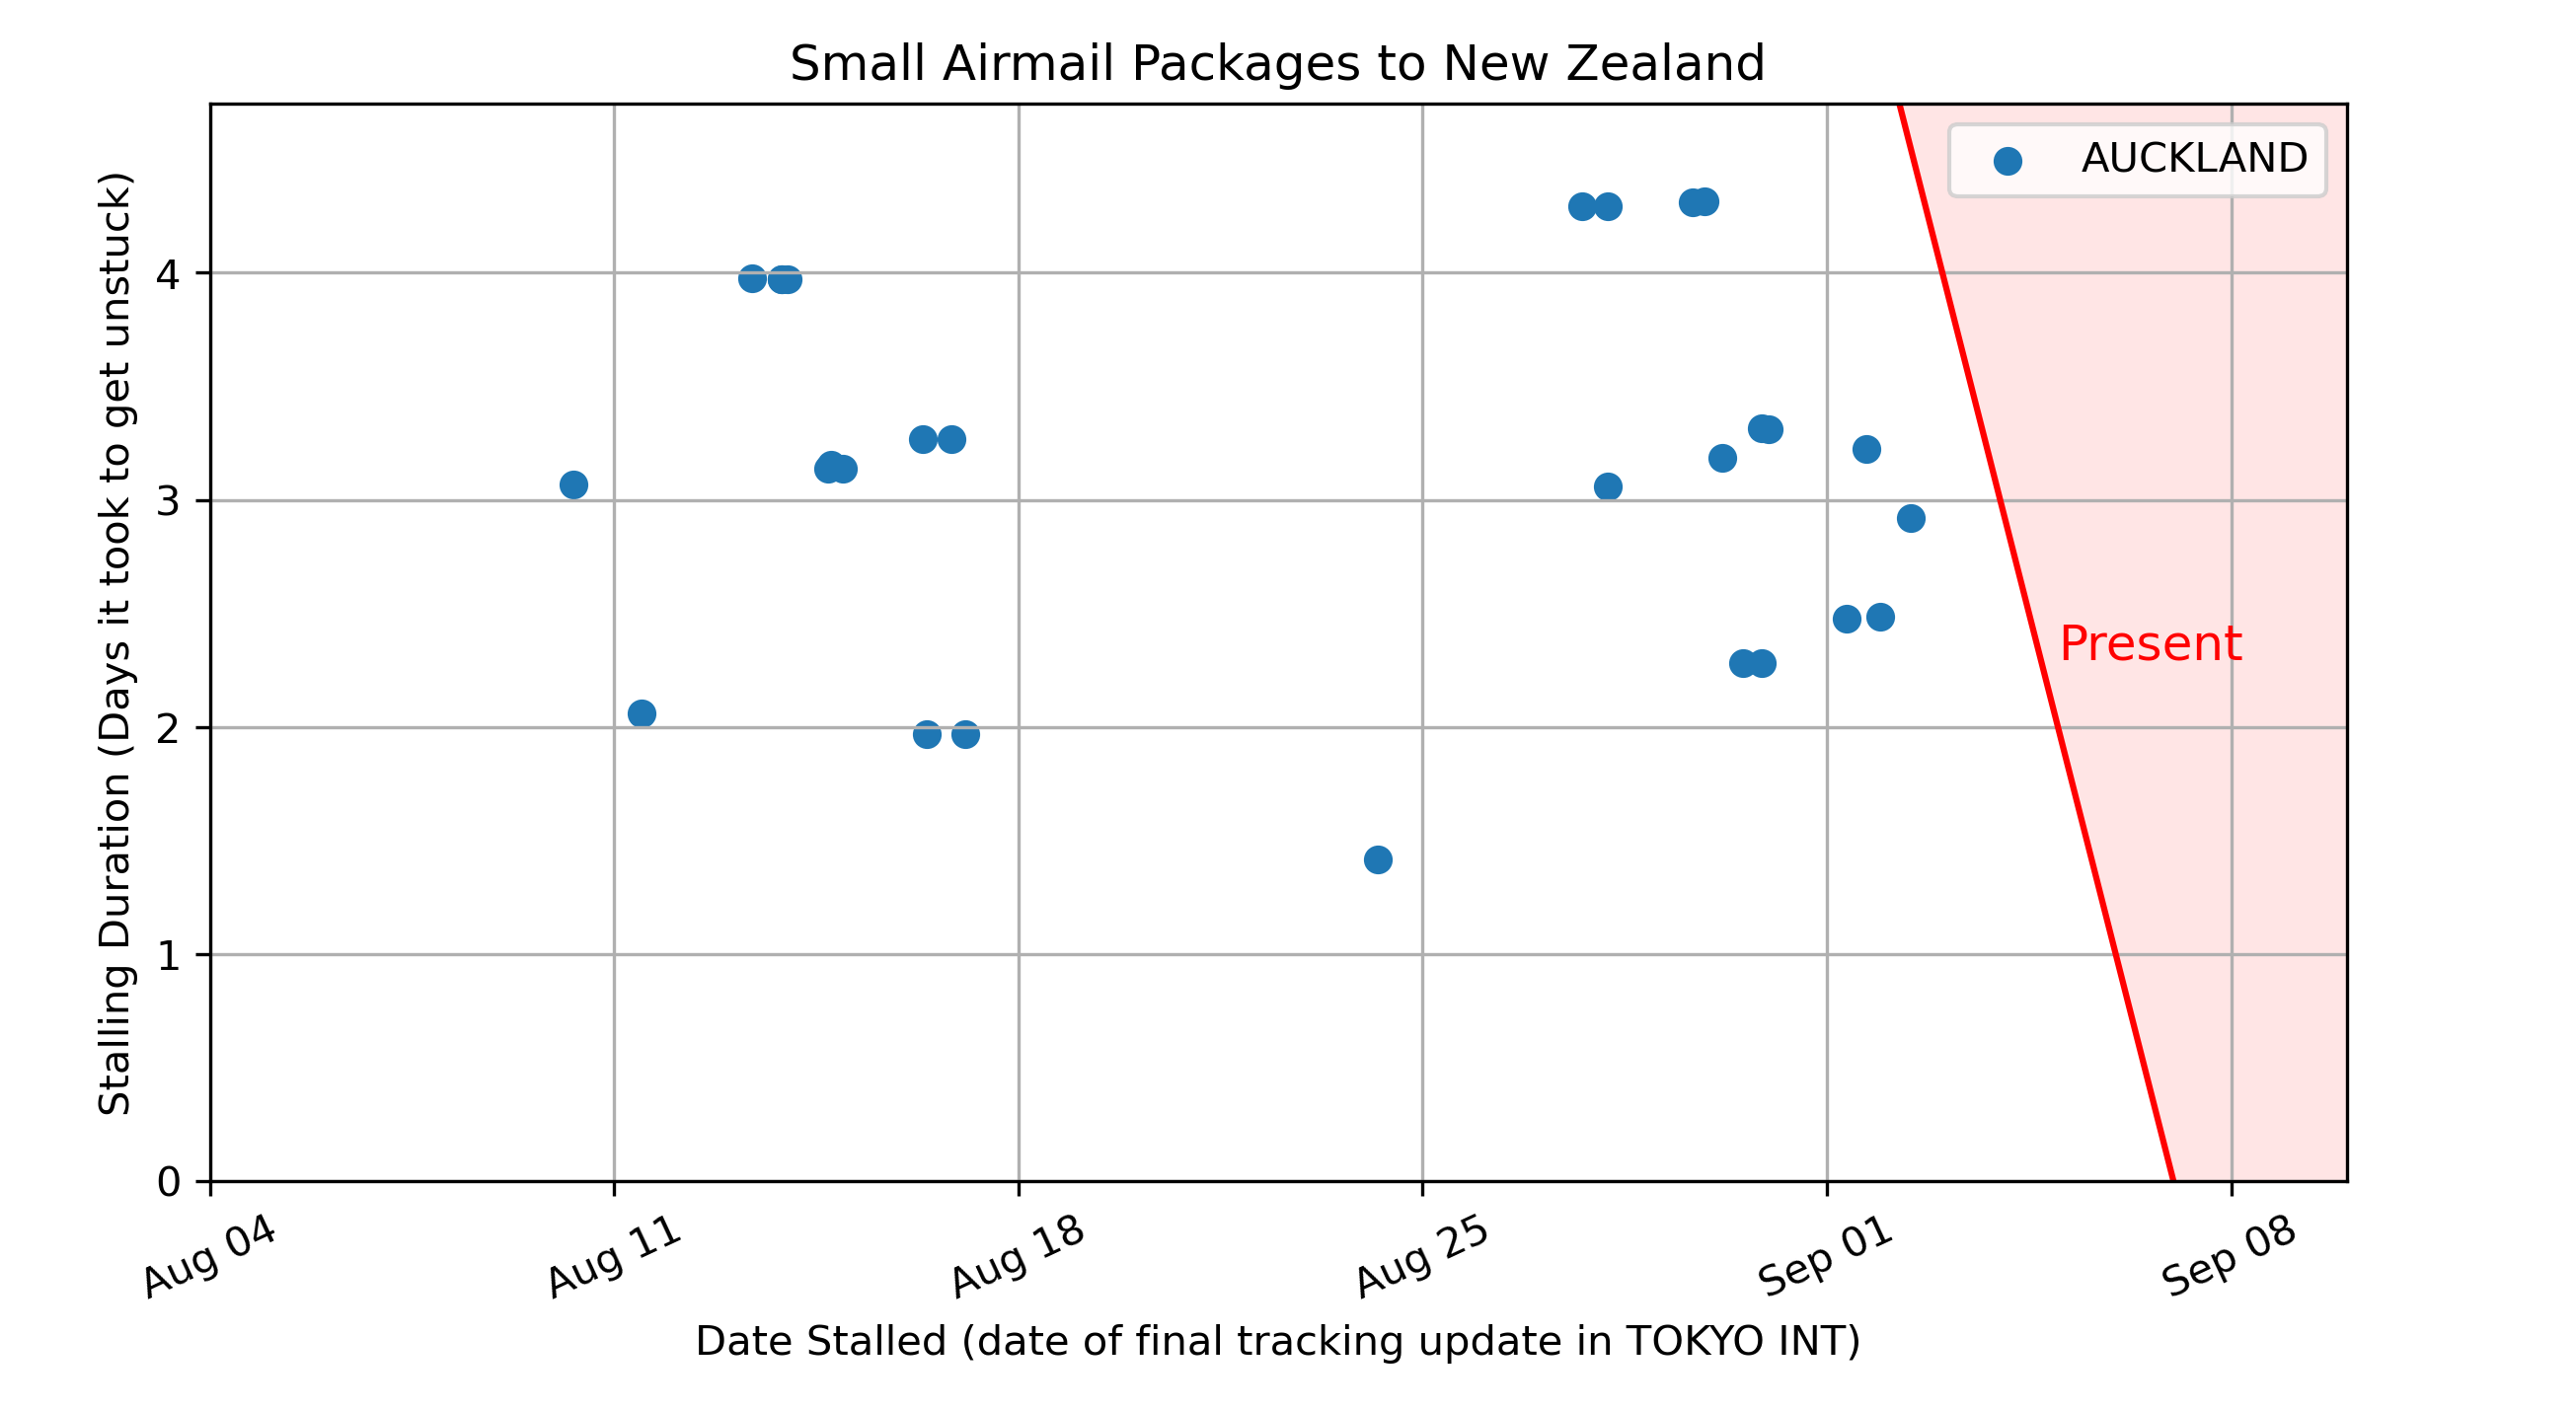 Small Airmail Packages to New Zealand
AUCKLAND
Stalling Duration (Days it took to get unstuck)
4
3
2
1
0
Present
Aug 04
Aug 11
Aug 18
Aug 25
Sep 01
Sep 08
Date Stalled (date of final tracking update in TOKYO INT)